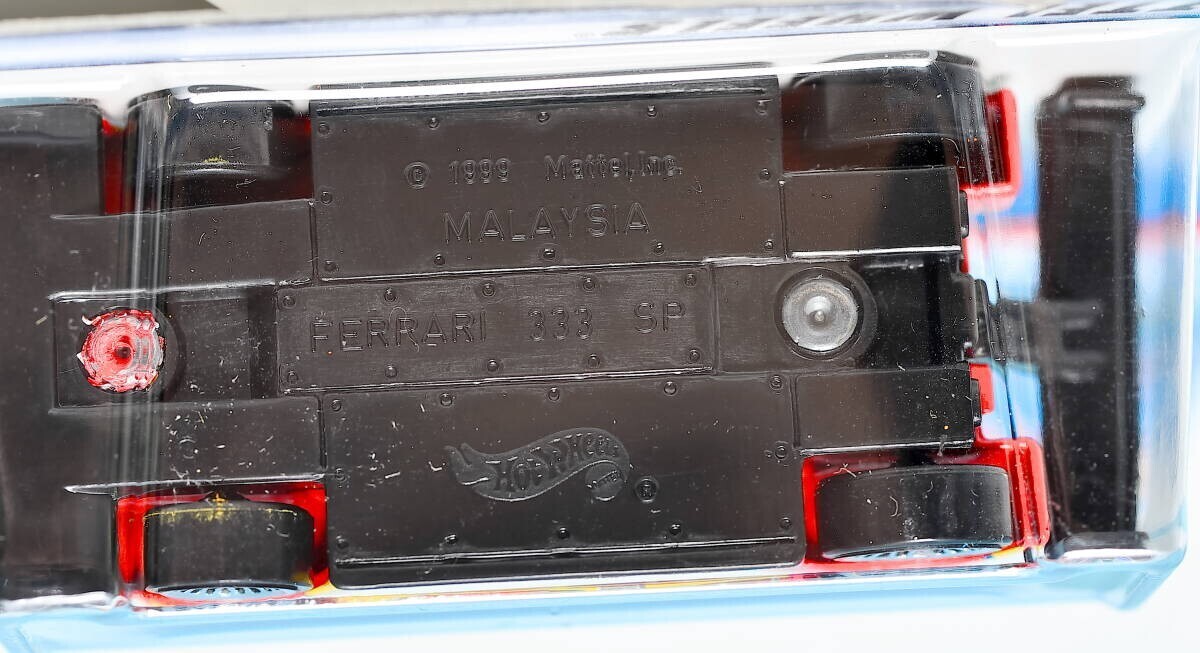 © 1999 Mattel, Inc.
MALAYSIA
FERRARI 333 SP
Hot Wheels ®